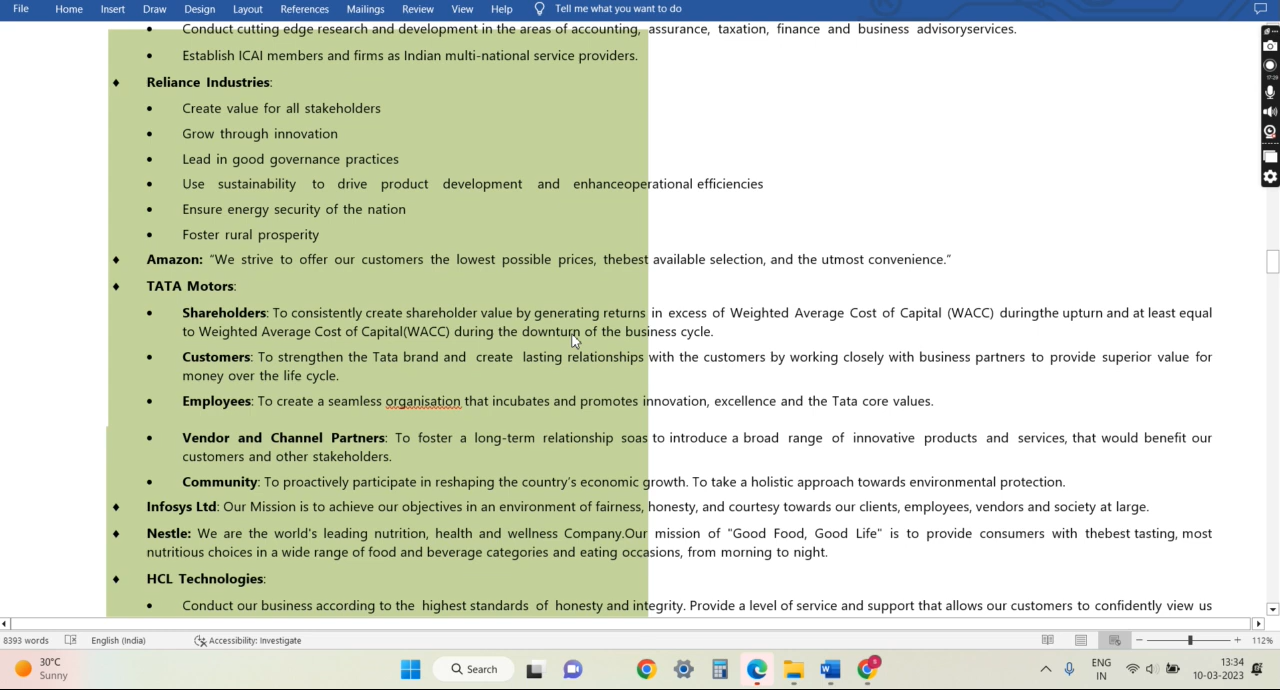 File Home Insert Draw Design Layout References Mailings Review View Help Tell me what you want to do
• Conduct cutting edge research and development in the areas of accounting, assurance, taxation, finance and business advisoryservices.
• Establish ICAI members and firms as Indian multi-national service providers.
♦ Reliance Industries:
• Create value for all stakeholders
• Grow through innovation
• Lead in good governance practices
• Use sustainability to drive product development and enhanceoperational efficiencies
• Ensure energy security of the nation
• Foster rural prosperity
♦ Amazon: “We strive to offer our customers the lowest possible prices, thebest available selection, and the utmost convenience.”
♦ TATA Motors:
• Shareholders: To consistently create shareholder value by generating returns in excess of Weighted Average Cost of Capital (WACC) duringthe upturn and at least equal
to Weighted Average Cost of Capital(WACC) during the downturn of the business cycle.
• Customers: To strengthen the Tata brand and create lasting relationships with the customers by working closely with business partners to provide superior value for
money over the life cycle.
• Employees: To create a seamless organisation that incubates and promotes innovation, excellence and the Tata core values.
• Vendor and Channel Partners: To foster a long-term relationship soas to introduce a broad range of innovative products and services, that would benefit our
customers and other stakeholders.
• Community: To proactively participate in reshaping the country’s economic growth. To take a holistic approach towards environmental protection.
♦ Infosys Ltd: Our Mission is to achieve our objectives in an environment of fairness, honesty, and courtesy towards our clients, employees, vendors and society at large.
♦ Nestle: We are the world's leading nutrition, health and wellness Company.Our mission of "Good Food, Good Life" is to provide consumers with thebest tasting, most
nutritious choices in a wide range of food and beverage categories and eating occasions, from morning to night.
♦ HCL Technologies:
• Conduct our business according to the highest standards of honesty and integrity. Provide a level of service and support that allows our customers to confidently view us
8393 words English (India) Accessibility: Investigate 112%
30°C
Sunny
Search
ENG
IN
13:34
10-03-2023